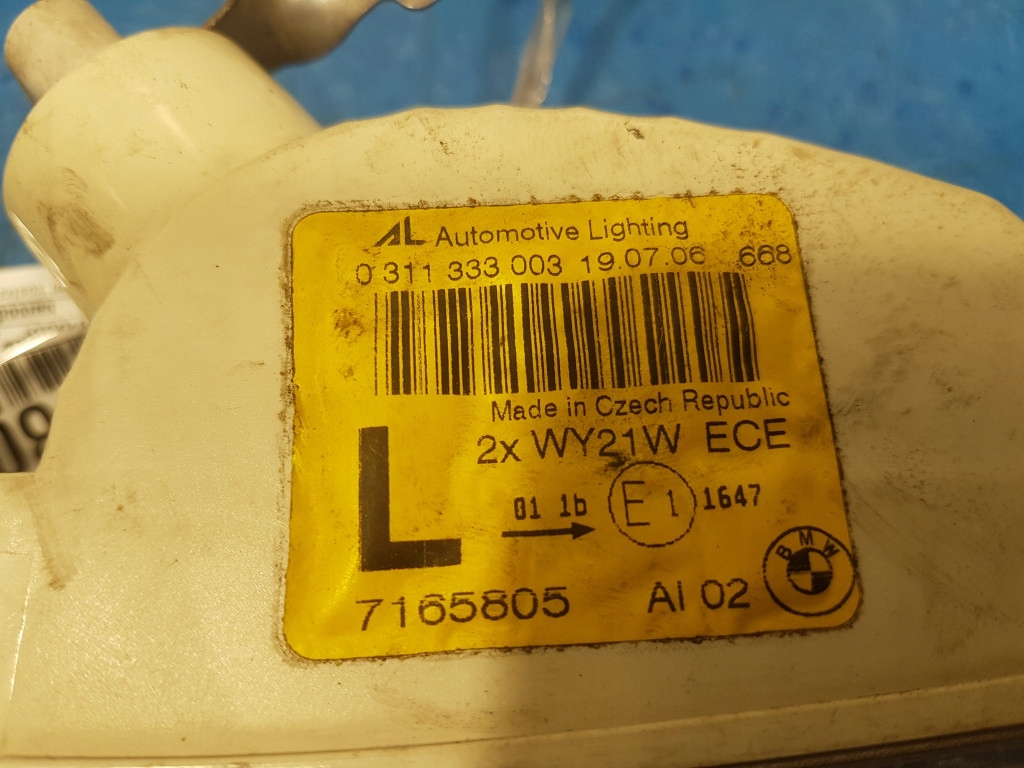 AL Automotive Lighting
0 311 333 003 19.07.06 668
Made in Czech Republic
2x WY21W ECE
L
01 1b E1 1647
BMW
7165805 AI 02